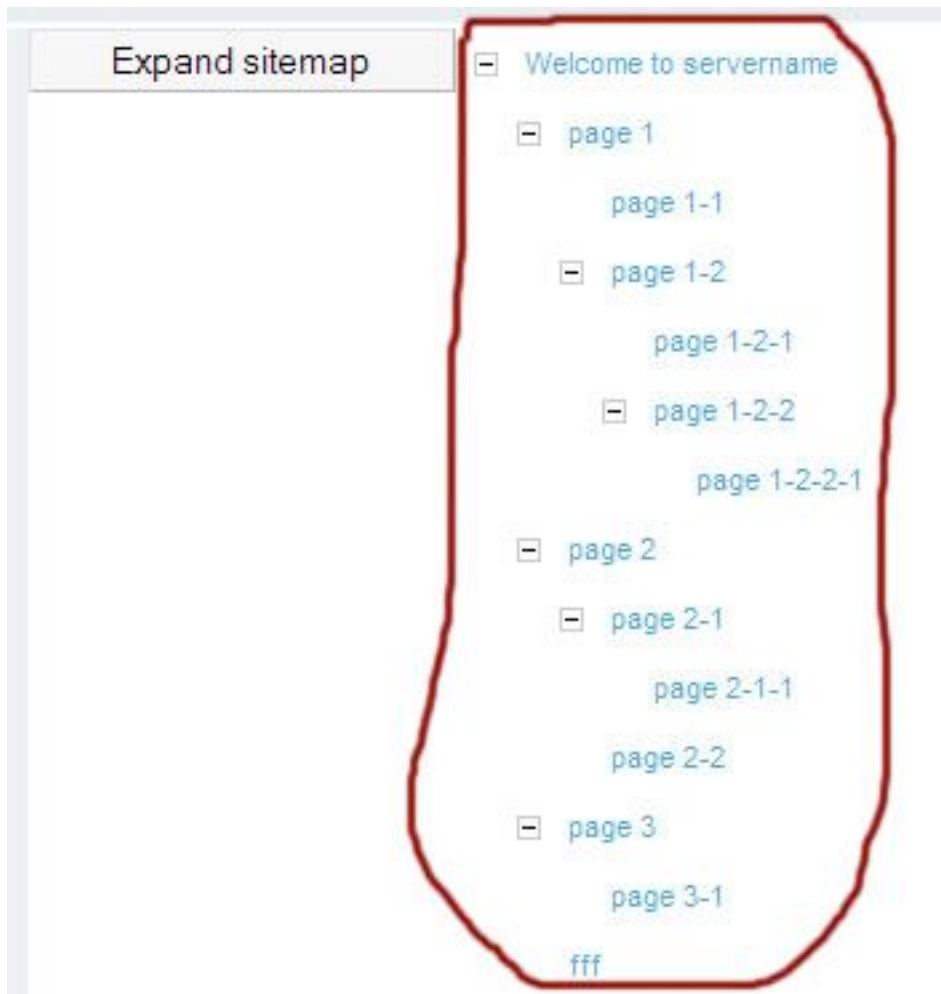 Expand sitemap
Welcome to servername
page 1
page 1-1
page 1-2
page 1-2-1
page 1-2-2
page 1-2-2-1
page 2
page 2-1
page 2-1-1
page 2-2
page 3
page 3-1
fff